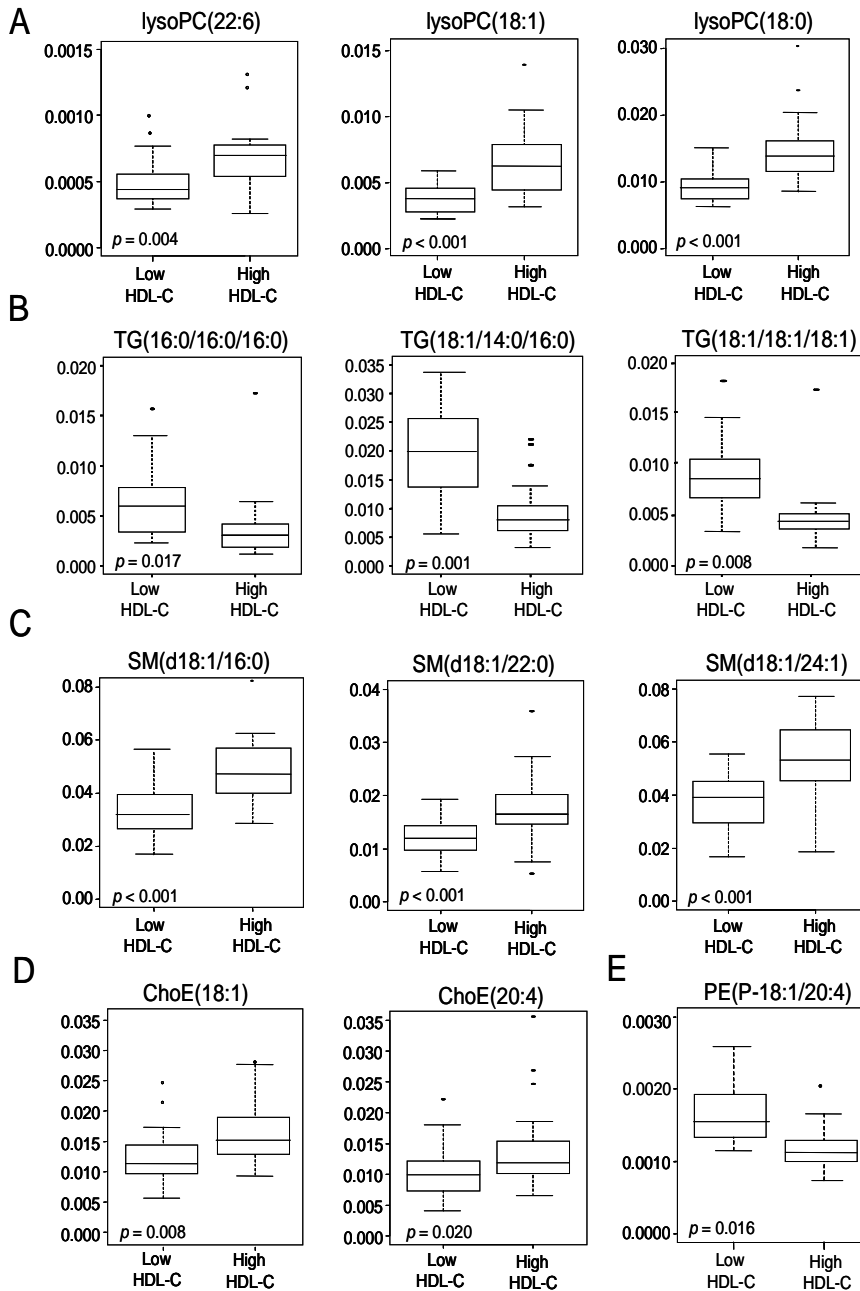 A
lysoPC(22:6)
lysoPC(18:1)
lysoPC(18:0)
0.0015
0.0010
0.0005
0.0000
p = 0.004
Low
HDL-C
High
HDL-C
0.015
0.010
0.005
0.000
p < 0.001
Low
HDL-C
High
HDL-C
0.030
0.020
0.010
0.000
p < 0.001
Low
HDL-C
High
HDL-C
B
TG(16:0/16:0/16:0)
TG(18:1/14:0/16:0)
TG(18:1/18:1/18:1)
0.020
0.015
0.010
0.005
0.000
p = 0.017
Low
HDL-C
High
HDL-C
0.035
0.030
0.025
0.020
0.015
0.010
0.005
0.000
p = 0.001
Low
HDL-C
High
HDL-C
0.020
0.015
0.010
0.005
0.000
p = 0.008
Low
HDL-C
High
HDL-C
C
SM(d18:1/16:0)
SM(d18:1/22:0)
SM(d18:1/24:1)
0.08
0.06
0.04
0.02
0.00
p < 0.001
Low
HDL-C
High
HDL-C
0.04
0.03
0.02
0.01
0.00
p < 0.001
Low
HDL-C
High
HDL-C
0.08
0.06
0.04
0.02
0.00
p < 0.001
Low
HDL-C
High
HDL-C
D
ChoE(18:1)
ChoE(20:4)
0.035
0.030
0.025
0.020
0.015
0.010
0.005
0.000
p = 0.008
Low
HDL-C
High
HDL-C
0.035
0.030
0.025
0.020
0.015
0.010
0.005
0.000
p = 0.020
Low
HDL-C
High
HDL-C
E
PE(P-18:1/20:4)
0.0030
0.0020
0.0010
0.0000
p = 0.016
Low
HDL-C
High
HDL-C